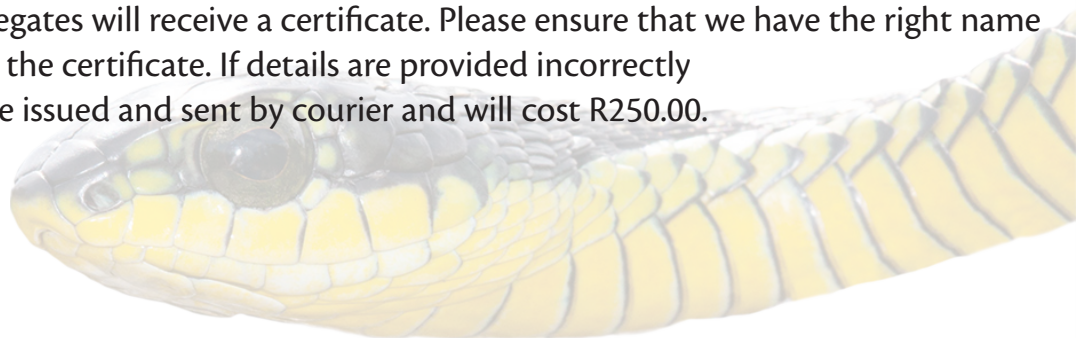 egates will receive a certificate. Please ensure that we have the right name
the certificate. If details are provided incorrectly
e issued and sent by courier and will cost R250.00.